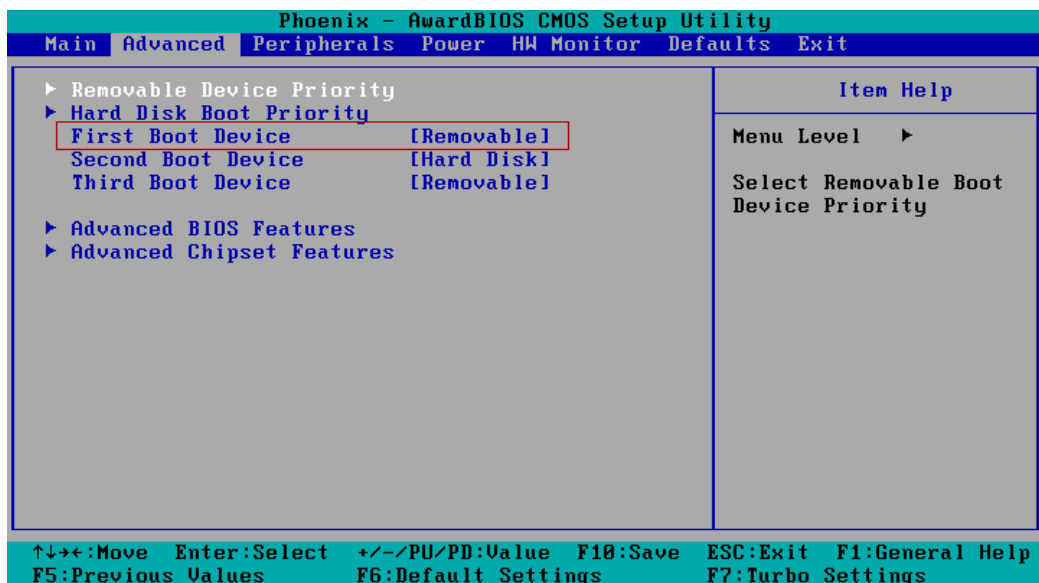 Phoenix - AwardBIOS CMOS Setup Utility
Main Advanced Peripherals Power HW Monitor Defaults Exit
▶ Removable Device Priority
▶ Hard Disk Boot Priority
First Boot Device [Removable]
Second Boot Device [Hard Disk]
Third Boot Device [Removable]
▶ Advanced BIOS Features
▶ Advanced Chipset Features
Item Help
Menu Level ▶
Select Removable Boot
Device Priority
↑↓→←:Move Enter:Select +/-/PU/PD:Value F10:Save ESC:Exit F1:General Help
F5:Previous Values F6:Default Settings F7:Turbo Settings